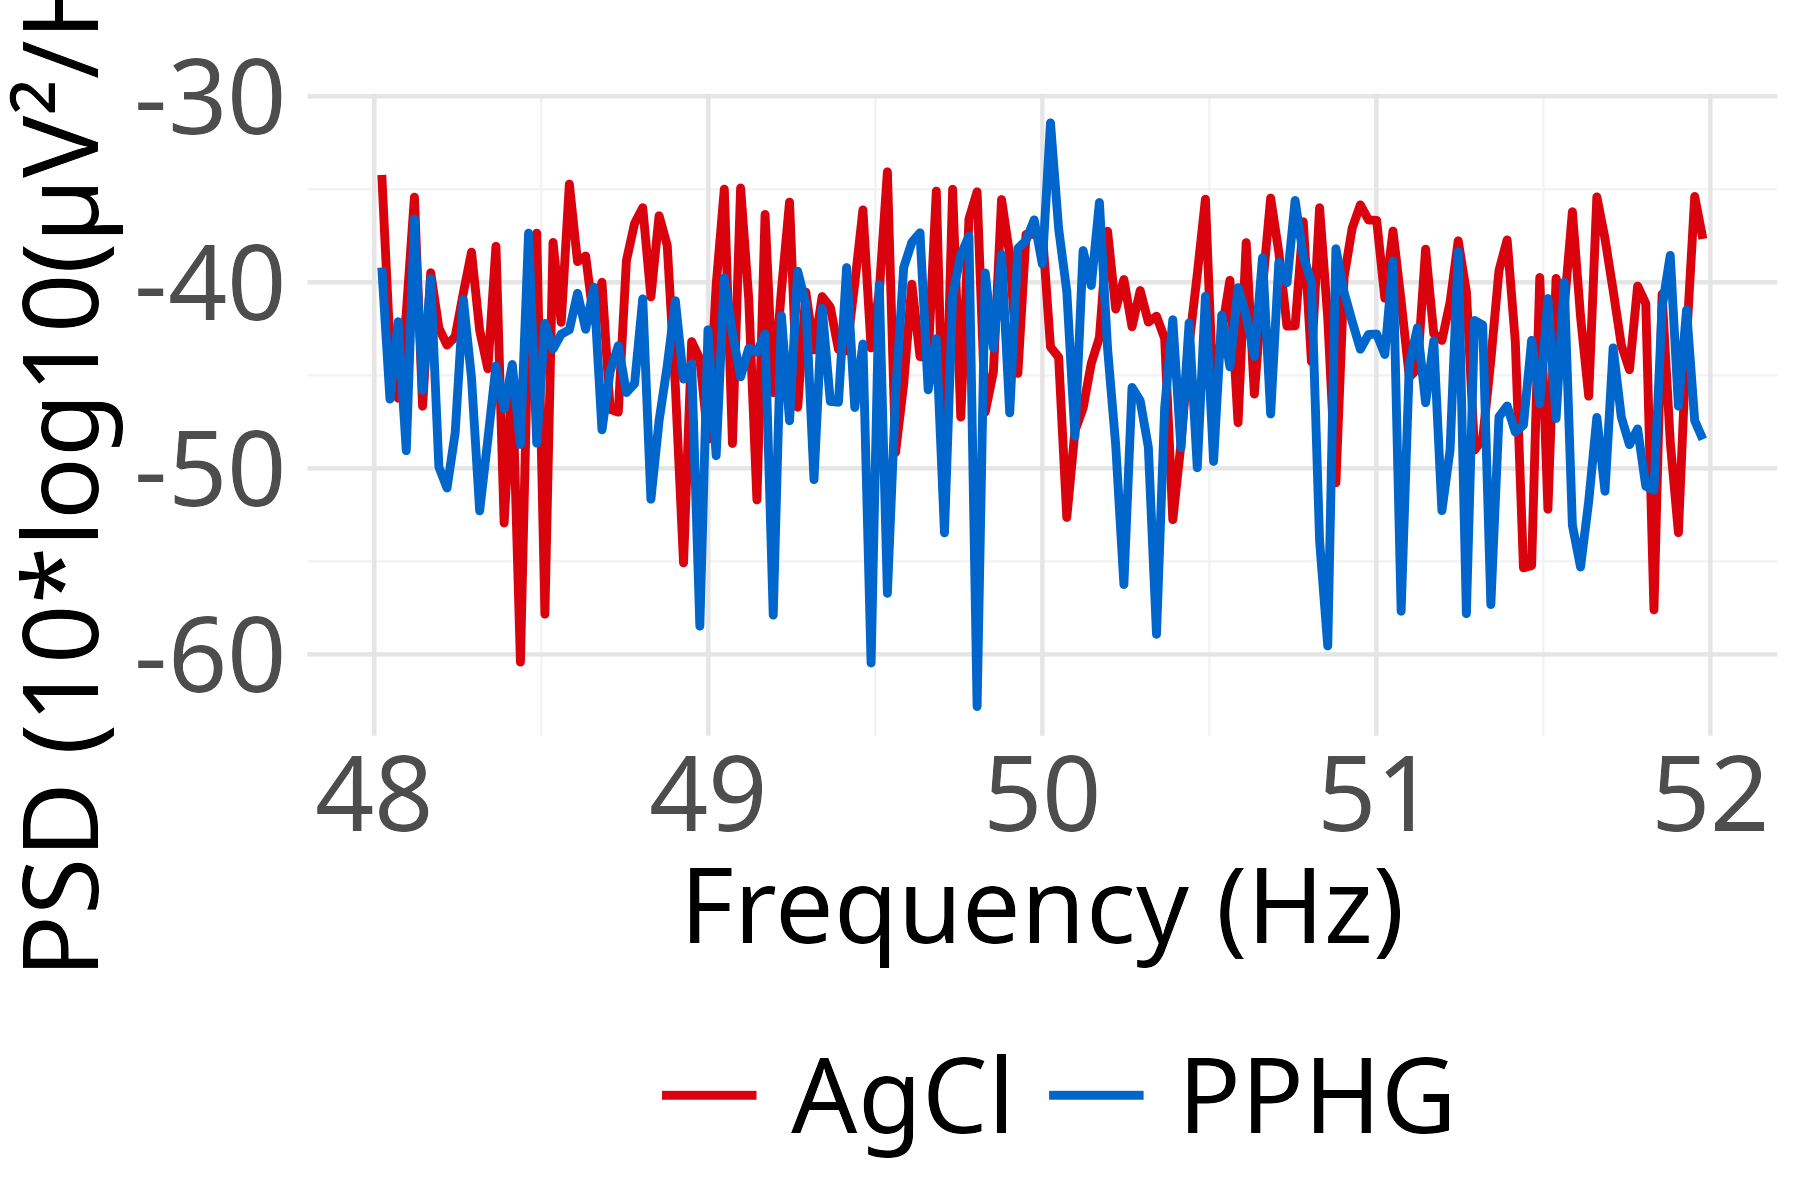 PSD (10*log10(µV²/H
-30
-40
-50
-60
48 49 50 51 52
Frequency (Hz)
AgCl PPHG